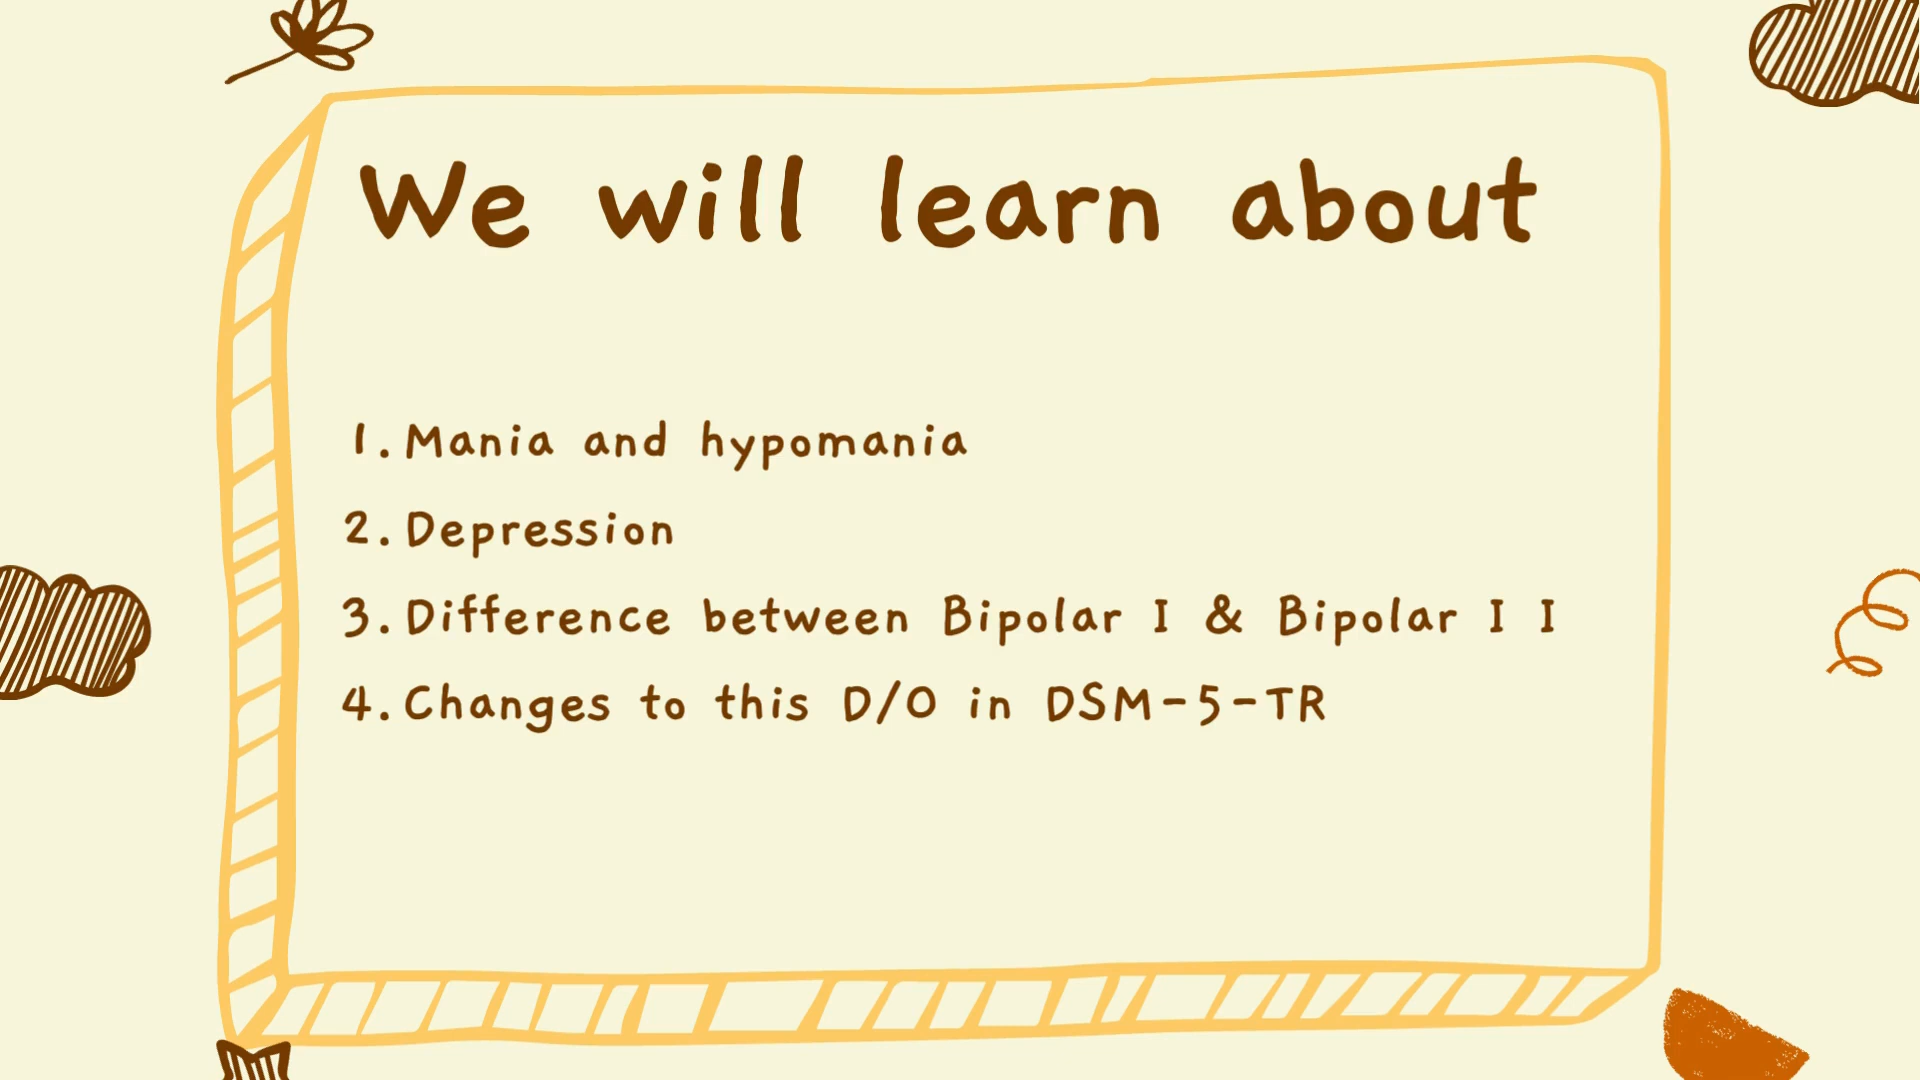 We will learn about
1. Mania and hypomania
2. Depression
3. Difference between Bipolar I & Bipolar I I
4. Changes to this D/O in DSM-5-TR